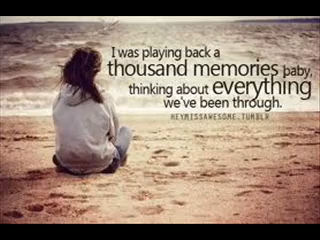 I was playing back a
thousand memories baby,
thinking about everything
we've been through.
HEYMISSAWESOME.TUMBLR